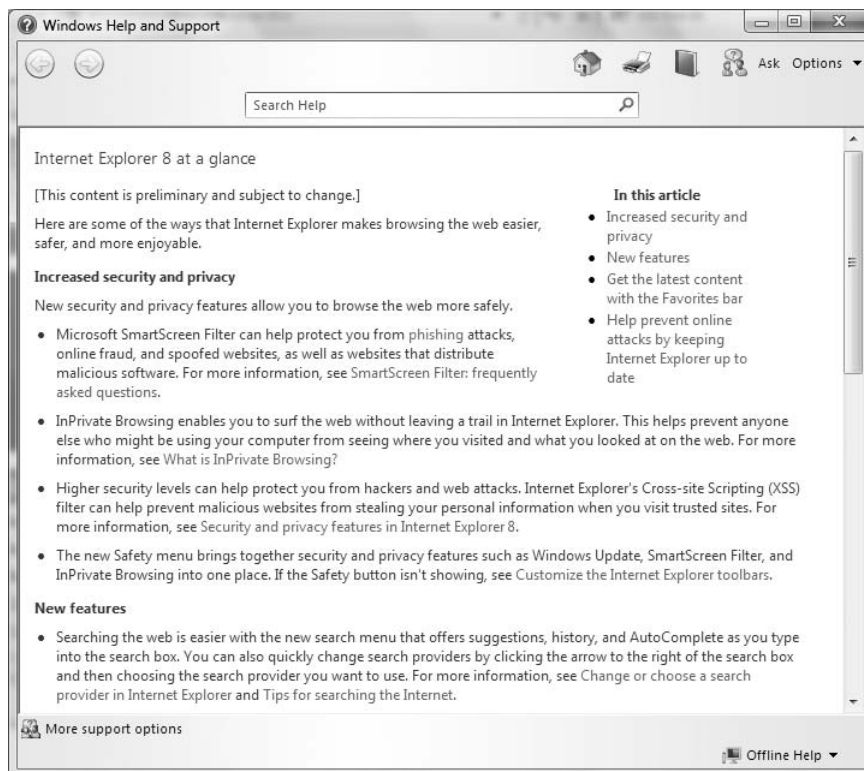 Windows Help and Support
Ask Options
Search Help
Internet Explorer 8 at a glance
[This content is preliminary and subject to change.]
Here are some of the ways that Internet Explorer makes browsing the web easier,
safer, and more enjoyable.
In this article
Increased security and
privacy
New features
Get the latest content
with the Favorites bar
Help prevent online
attacks by keeping
Internet Explorer up to
date
Increased security and privacy
New security and privacy features allow you to browse the web more safely.
Microsoft SmartScreen Filter can help protect you from phishing attacks,
online fraud, and spoofed websites, as well as websites that distribute
malicious software. For more information, see SmartScreen Filter: frequently
asked questions.
InPrivate Browsing enables you to surf the web without leaving a trail in Internet Explorer. This helps prevent anyone
else who might be using your computer from seeing where you visited and what you looked at on the web. For more
information, see What is InPrivate Browsing?
Higher security levels can help protect you from hackers and web attacks. Internet Explorer's Cross-site Scripting (XSS)
filter can help prevent malicious websites from stealing your personal information when you visit trusted sites. For
more information, see Security and privacy features in Internet Explorer 8.
The new Safety menu brings together security and privacy features such as Windows Update, SmartScreen Filter, and
InPrivate Browsing into one place. If the Safety button isn't showing, see Customize the Internet Explorer toolbars.
New features
Searching the web is easier with the new search menu that offers suggestions, history, and AutoComplete as you type
into the search box. You can also quickly change search providers by clicking the arrow to the right of the search box
and then choosing the search provider you want to use. For more information, see Change or choose a search
provider in Internet Explorer and Tips for searching the Internet.
More support options
Offline Help